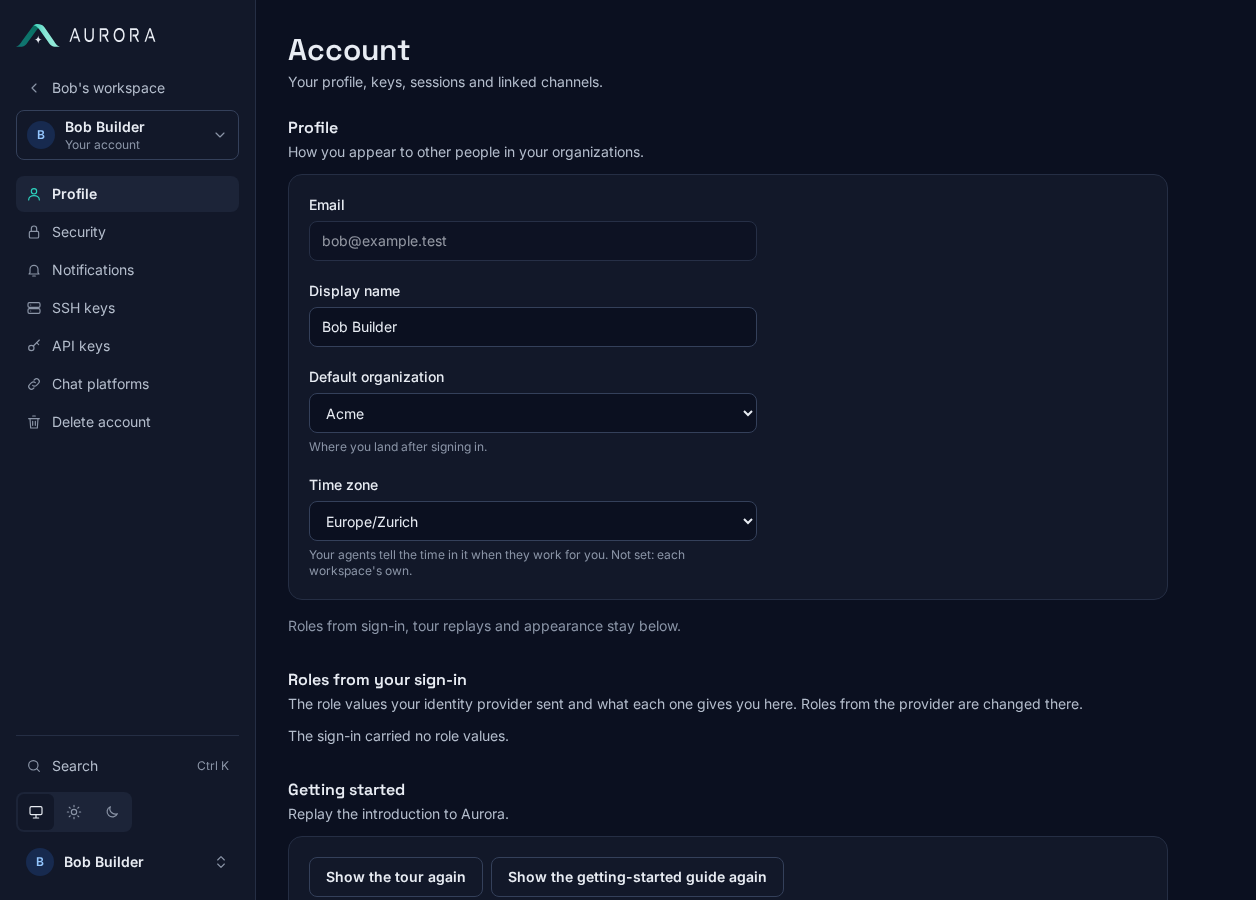 AURORA
Bob's workspace
B
Bob Builder
Your account
Profile
Security
Notifications
SSH keys
API keys
Chat platforms
Delete account
Search
Ctrl K
B
Bob Builder
Account
Your profile, keys, sessions and linked channels.
Profile
How you appear to other people in your organizations.
Email
bob@example.test
Display name
Bob Builder
Default organization
Acme
Where you land after signing in.
Time zone
Europe/Zurich
Your agents tell the time in it when they work for you. Not set: each
workspace's own.
Roles from sign-in, tour replays and appearance stay below.
Roles from your sign-in
The role values your identity provider sent and what each one gives you here. Roles from the provider are changed there.
The sign-in carried no role values.
Getting started
Replay the introduction to Aurora.
Show the tour again
Show the getting-started guide again